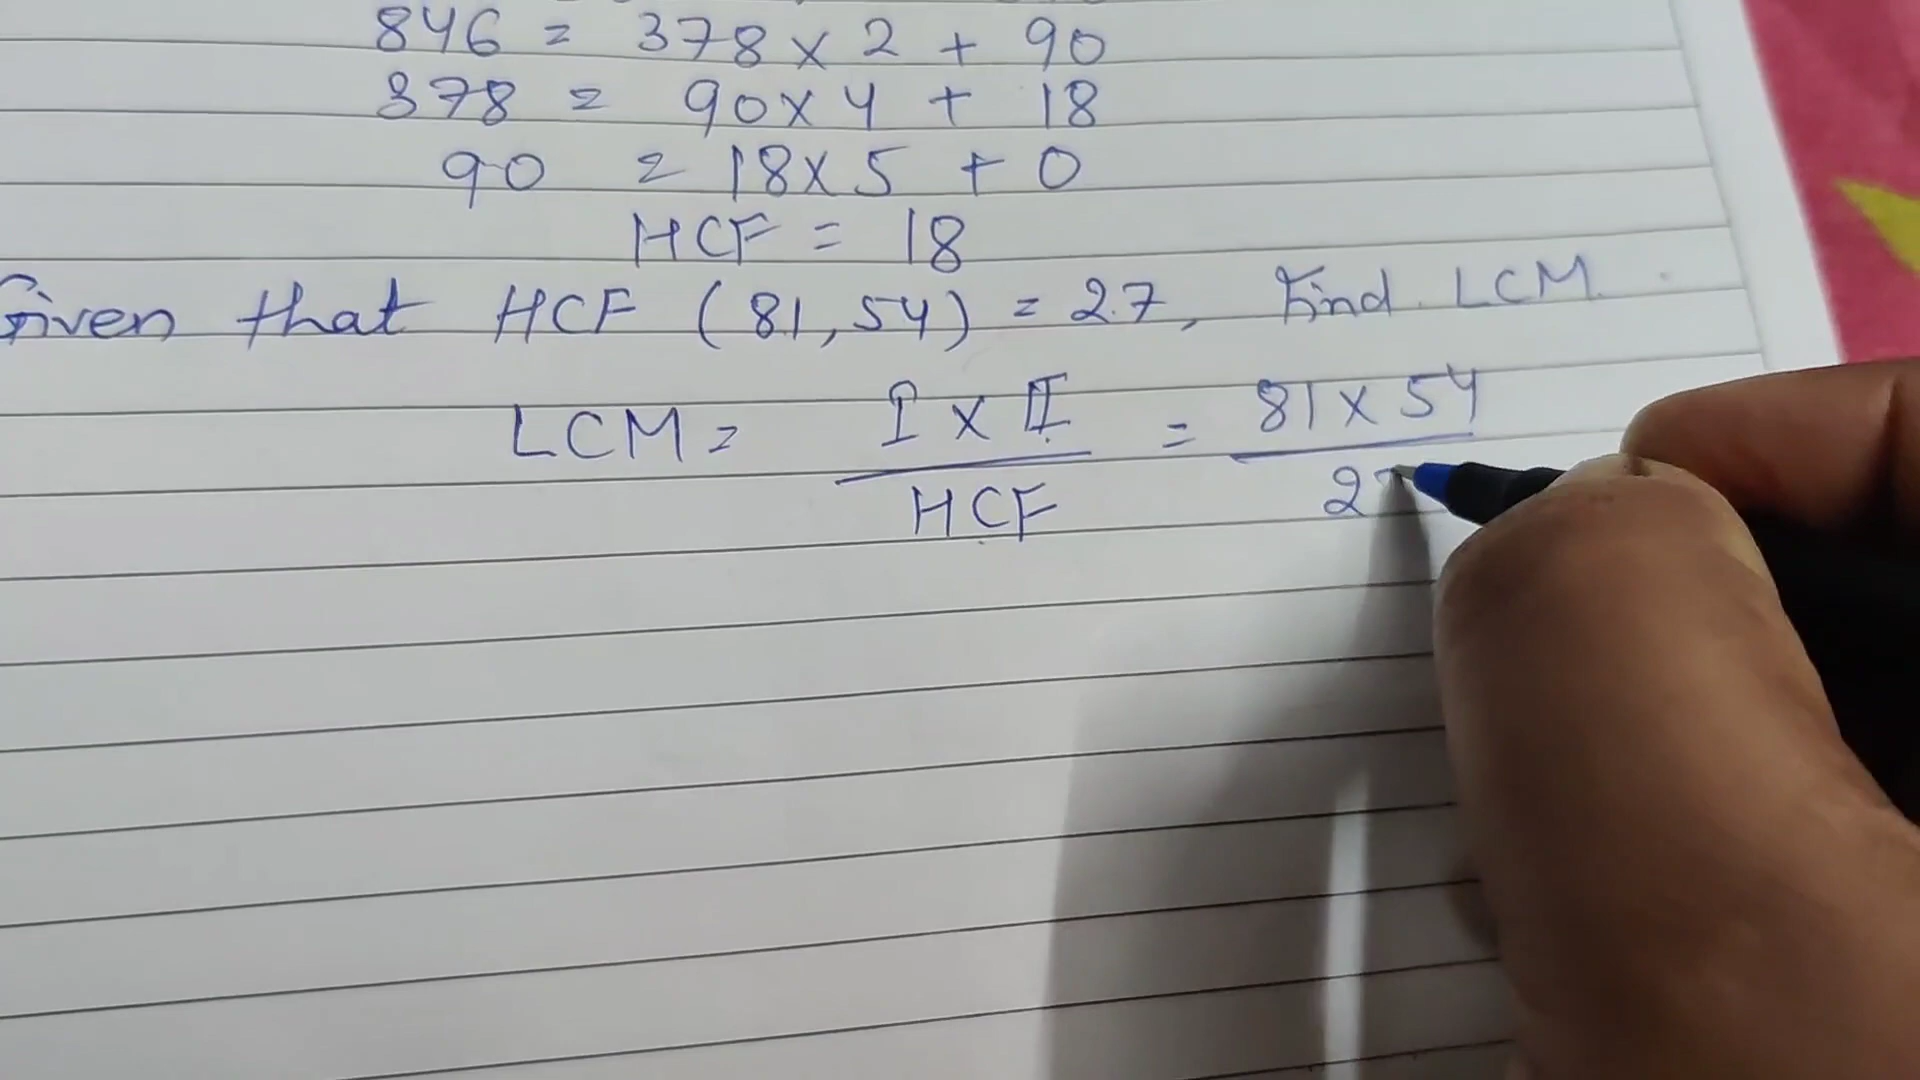 846 = 378 x 2 + 90
378 = 90 x 4 + 18
90 = 18 x 5 + 0
HCF = 18
Given that HCF (81, 54) = 27, Find LCM.
LCM = I x II / HCF = 81 x 54 / 27